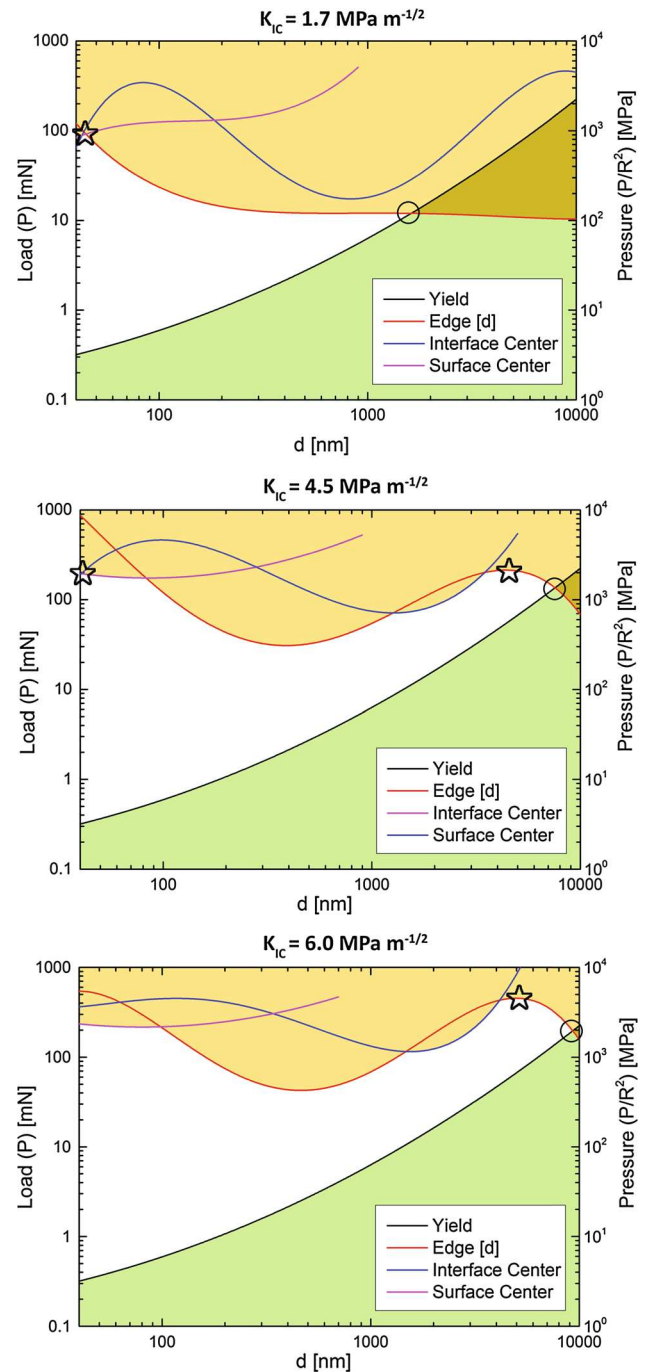 K_IC = 1.7 MPa m^-1/2
1000
100
10
1
0.1
Load (P) [mN]
10^4
10^3
10^2
10^1
10^0
Pressure (P/R^2) [MPa]
Yield
Edge [d]
Interface Center
Surface Center
100
1000
10000
d [nm]
K_IC = 4.5 MPa m^-1/2
1000
100
10
1
0.1
Load (P) [mN]
10^4
10^3
10^2
10^1
10^0
Pressure (P/R^2) [MPa]
Yield
Edge [d]
Interface Center
Surface Center
100
1000
10000
d [nm]
K_IC = 6.0 MPa m^-1/2
1000
100
10
1
0.1
Load (P) [mN]
10^4
10^3
10^2
10^1
10^0
Pressure (P/R^2) [MPa]
Yield
Edge [d]
Interface Center
Surface Center
100
1000
10000
d [nm]